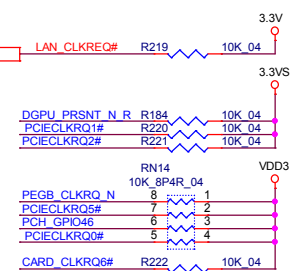 3.3V
LAN_CLKREQ# R219 10K_04
3.3VS
DGPU_PRSNT_N_R R184 10K_04
PCIECLKRQ1# R220 10K_04
PCIECLKRQ2# R221 10K_04
RN14 VDD3
10K_8P4R_04
PEGB_CLKRQ_N 8 1
PCIECLKRQ5# 7 2
PCH_GPIO46 6 3
PCIECLKRQ0# 5 4
CARD_CLKRQ6# R222 10K_04